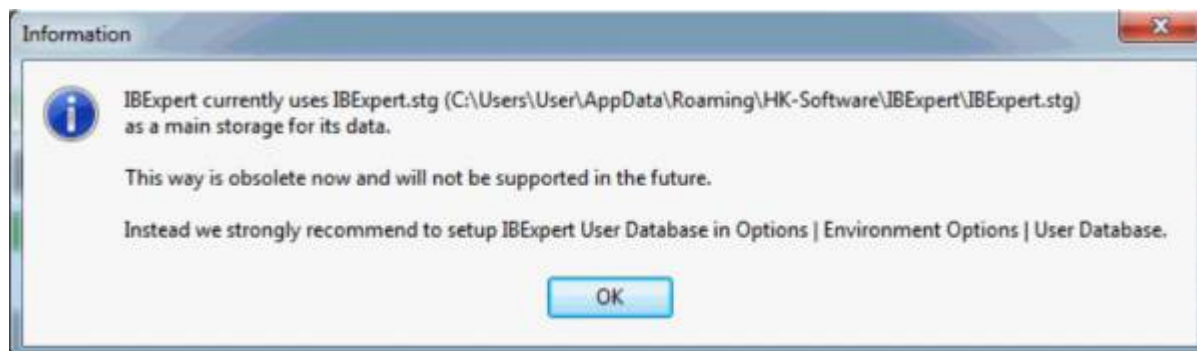 Information
IBExpert currently uses IBExpert.stg (C:\Users\User\AppData\Roaming\HK-Software\IBExpert\IBExpert.stg)
as a main storage for its data.
This way is obsolete now and will not be supported in the future.
Instead we strongly recommend to setup IBExpert User Database in Options | Environment Options | User Database.
OK